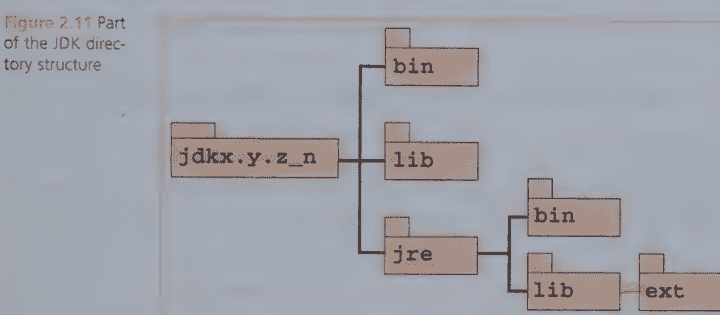 Figure 2.11 Part
of the JDK direc-
tory structure
bin
jdkx.y.z_n
lib
jre
bin
lib
ext